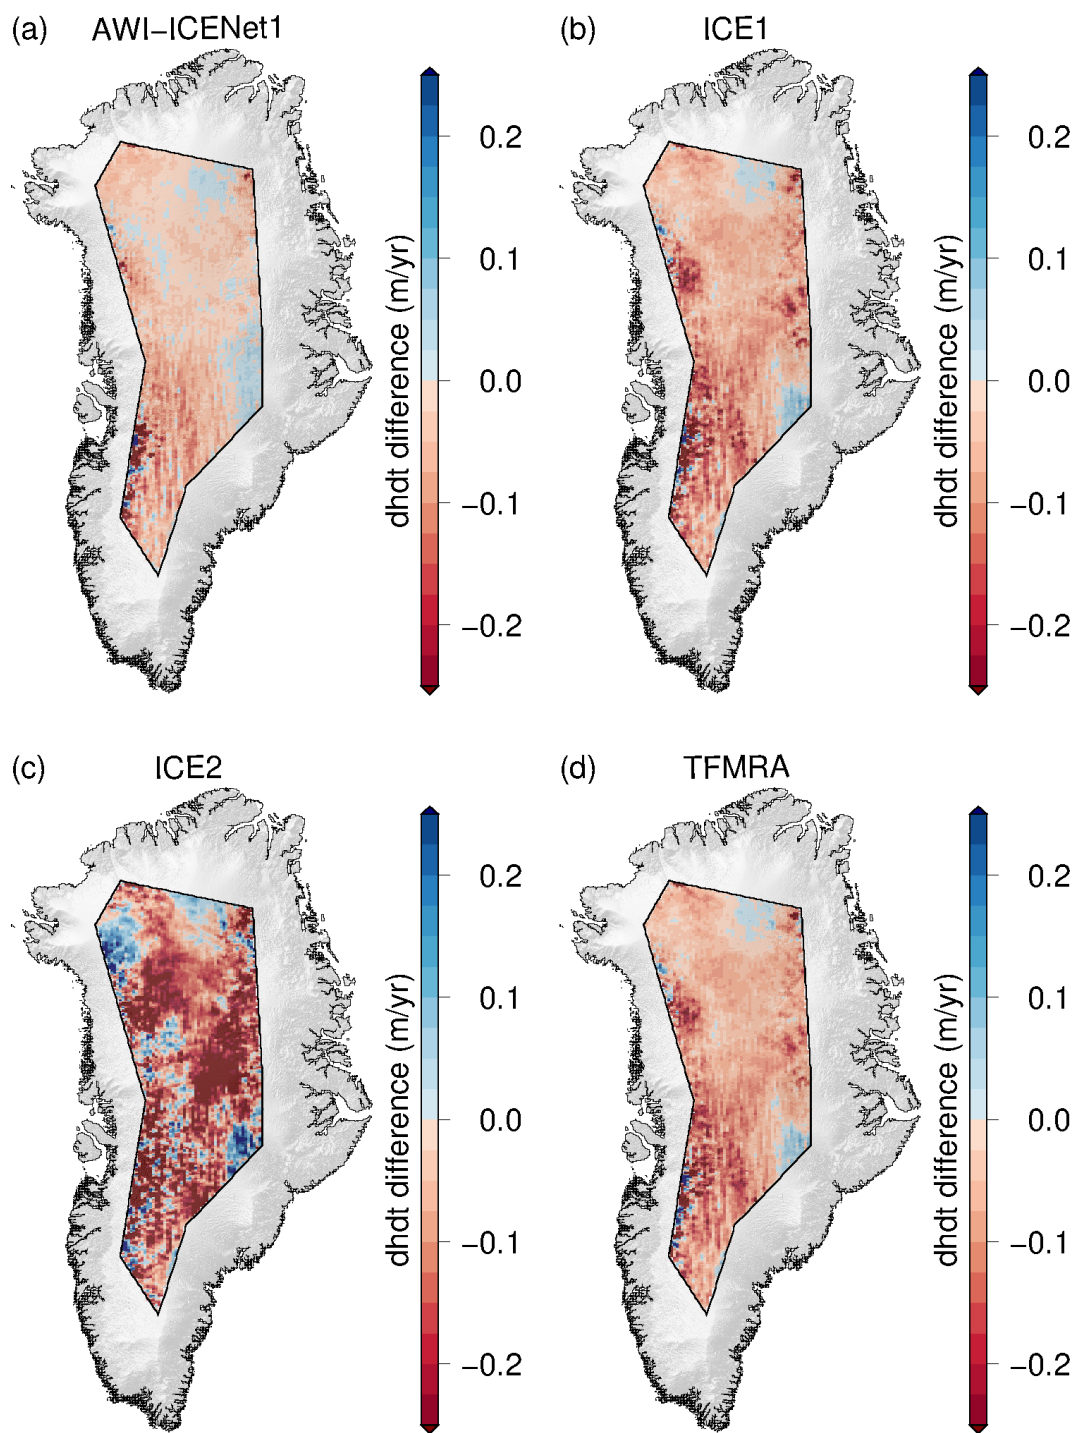 (a) AWI−ICENet1
0.2
0.1
0.0
−0.1
−0.2
dhdt difference (m/yr)
(b) ICE1
0.2
0.1
0.0
−0.1
−0.2
dhdt difference (m/yr)
(c) ICE2
0.2
0.1
0.0
−0.1
−0.2
dhdt difference (m/yr)
(d) TFMRA
0.2
0.1
0.0
−0.1
−0.2
dhdt difference (m/yr)